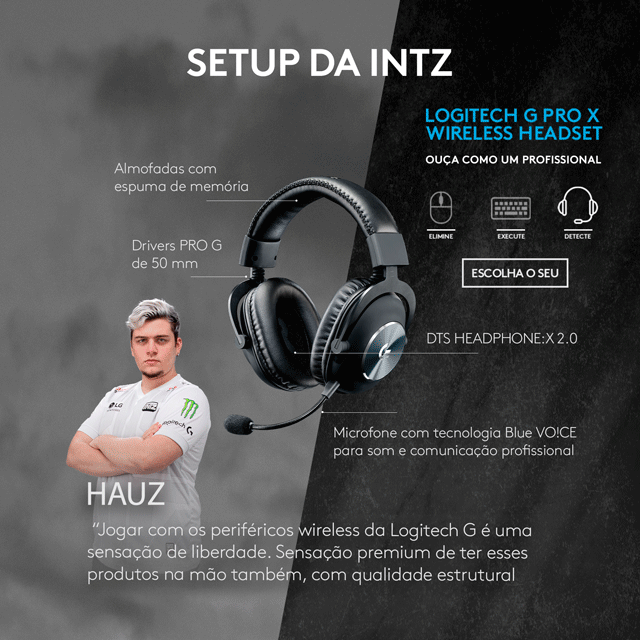 SETUP DA INTZ
LOGITECH G PRO X
WIRELESS HEADSET
OUÇA COMO UM PROFISSIONAL
ELIMINE
EXECUTE
DETECTE
ESCOLHA O SEU
Almofadas com
espuma de memória
Drivers PRO G
de 50 mm
DTS HEADPHONE:X 2.0
Microfone com tecnologia Blue VO!CE
para som e comunicação profissional
LG
HAUZ
“Jogar com os periféricos wireless da Logitech G é uma
sensação de liberdade. Sensação premium de ter esses
produtos na mão também, com qualidade estrutural